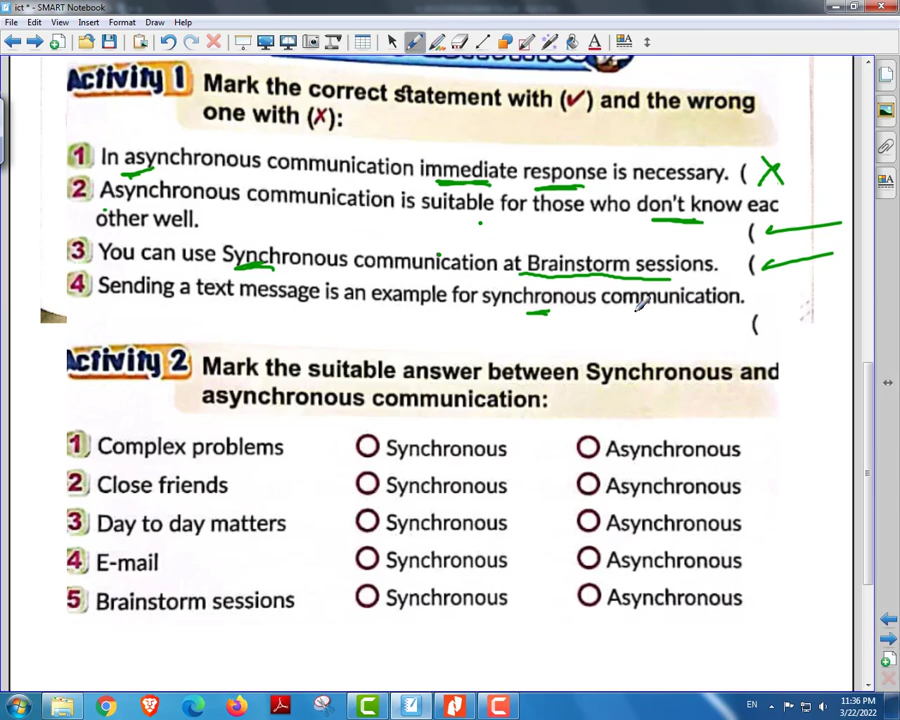 ict * - SMART Notebook
File Edit View Insert Format Tools Add-ons Draw Help
Activity 1 Mark the correct statement with (✓) and the wrong
one with (✗):
1 In asynchronous communication immediate response is necessary. ( X
2 Asynchronous communication is suitable for those who don't know eac
other well. (
3 You can use Synchronous communication at Brainstorm sessions. (
4 Sending a text message is an example for synchronous communication.
(
Activity 2 Mark the suitable answer between Synchronous and
asynchronous communication:
1 Complex problems Synchronous Asynchronous
2 Close friends Synchronous Asynchronous
3 Day to day matters Synchronous Asynchronous
4 E-mail Synchronous Asynchronous
5 Brainstorm sessions Synchronous Asynchronous
EN 11:36 PM
3/22/2022